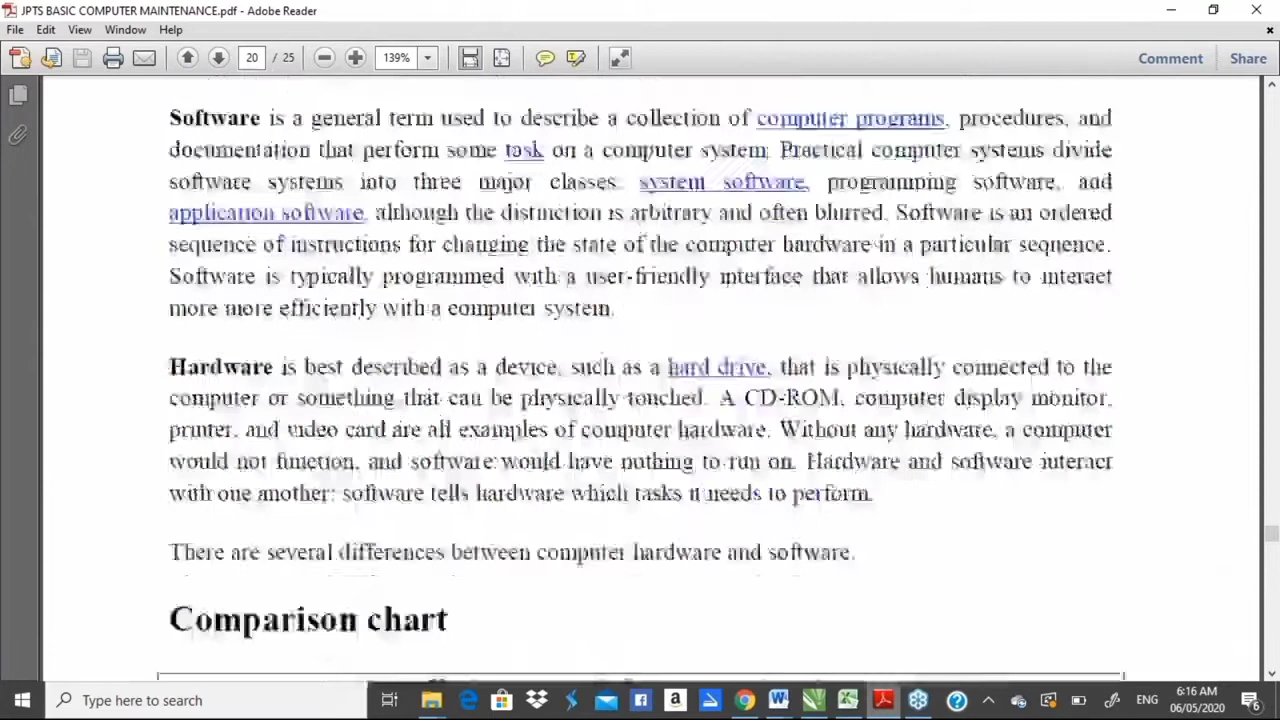 JPTS BASIC COMPUTER MAINTENANCE.pdf - Adobe Reader
File Edit View Window Help
20 / 25 139% Comment Share
Software is a general term used to describe a collection of computer programs, procedures, and
documentation that perform some task on a computer system. Practical computer systems divide
software systems into three major classes: system software, programming software, and
application software, although the distinction is arbitrary and often blurred. Software is an ordered
sequence of instructions for changing the state of the computer hardware in a particular sequence.
Software is typically programmed with a user-friendly interface that allows humans to interact
more more efficiently with a computer system.
Hardware is best described as a device, such as a hard drive, that is physically connected to the
computer or something that can be physically touched. A CD-ROM, computer display monitor,
printer, and video card are all examples of computer hardware. Without any hardware, a computer
would not function, and software would have nothing to run on. Hardware and software interact
with one another: software tells hardware which tasks it needs to perform.
There are several differences between computer hardware and software.
Comparison chart
Type here to search
ENG
6:16 AM
06/05/2020
6